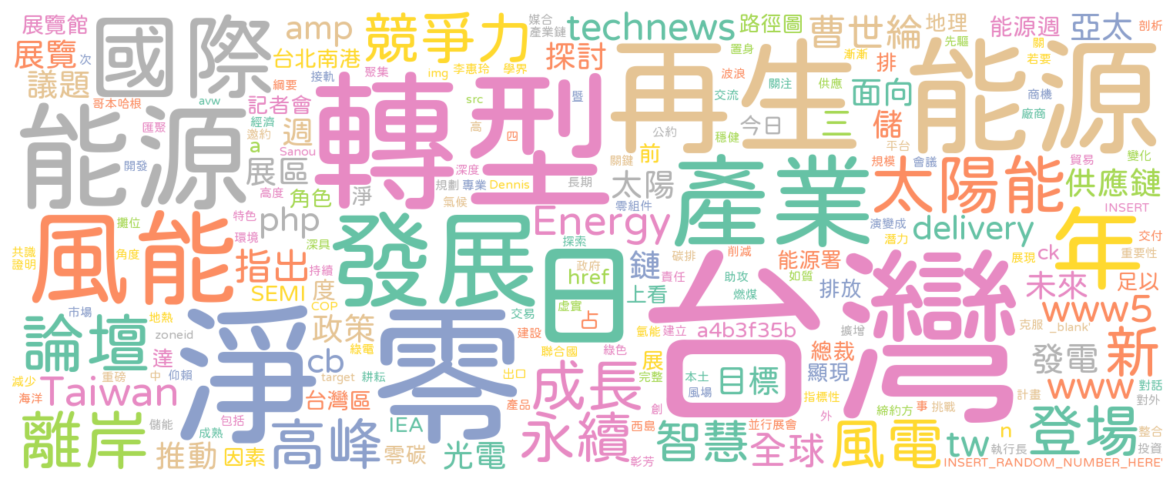 展覽館
國際
amp
競爭力
媒合
產業鏈
technews
路徑圖
曹世綸
地理
先驅
能源週
亞太
剖析
展覽
次
台北南港
探討
置身
漸漸
關
若要
議題
接軌
聚集
img
李惠玲
學界
再生能源
綱要
波浪
排
哥本哈根
avw
記者會
轉型
src
暨
交流
關注
供應
面向
商機
匯聚
經濟
邀約
週
高
四
公約
穩健
今日
三
儲
廠商
能源
a
Sanou
平台
開發
展區
深度
產業
關鍵
前
規模
會議
貿易
變化
高度
角色
淨
規劃
專業
Dennis
長期
太陽
太陽能
供應鏈
氣候
零組件
INSERT
風能
攤位
特色
php
發展
Energy
演變成
delivery
年
交付
共識
證明
角度
環境
深具
探索
削減
潛力
展現
重要性
指出
持續
日
政府
href
鏈
碳排
能源署
ck
SEMI
度
COP
責任
助攻
如質
未來
足以
市場
地熱
交易
虛實
上看
燃煤
排放
www5
論壇
zoneid
淨零
政策
綠電
占
建設
氫能
建立
a4b3f35b
台灣
擴增
克服
_blank
新
達
cb
聯合國
綠色
展
完整
總裁
發電
減少
重磅
中
仰賴
target
耕耘
出口
成長
本土
風場
目標
顯現
www
對話
對外
海洋
Taiwan
台灣區
產品
創
指標性
計畫
離岸
儲能
包括
高峰
IEA
永續
西島
智慧
並行展會
外
締約方
事
挑戰
登場
整合
推動
成熟
因素
零碳
光電
彰芳
全球
風電
tw
n
執行長
投資
INSERT_RANDOM_NUMBER_HERE